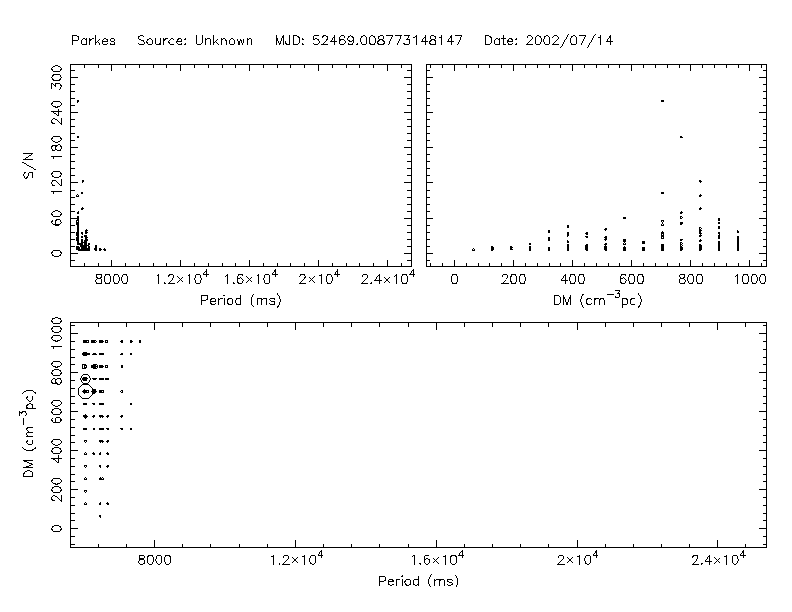 Parkes Source: Unknown MJD: 52469.008773148147 Date: 2002/07/14
300
240
180
120
60
0
S/N
8000 1.2×10⁴ 1.6×10⁴ 2×10⁴ 2.4×10⁴
Period (ms)
0 200 400 600 800 1000
DM (cm⁻³pc)
1000
800
600
400
200
0
DM (cm⁻³pc)
8000 1.2×10⁴ 1.6×10⁴ 2×10⁴ 2.4×10⁴
Period (ms)